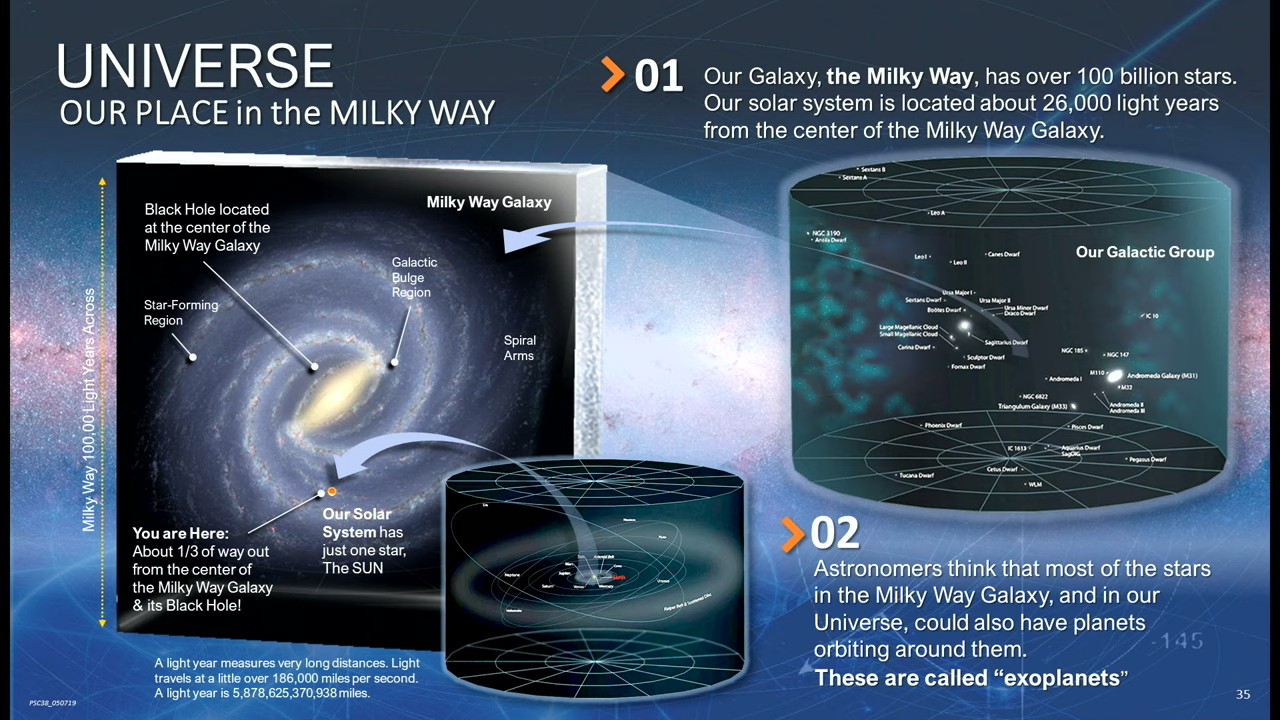 UNIVERSE
OUR PLACE in the MILKY WAY
01
Our Galaxy, the Milky Way, has over 100 billion stars.
Our solar system is located about 26,000 light years
from the center of the Milky Way Galaxy.
Milky Way 100,00 Light Years Across
Milky Way Galaxy
Black Hole located
at the center of the
Milky Way Galaxy
Galactic
Bulge
Region
Star-Forming
Region
Spiral
Arms
You are Here:
About 1/3 of way out
from the center of
the Milky Way Galaxy
& its Black Hole!
Our Solar
System has
just one star,
The SUN
Our Galactic Group
Sextans B
Sextans A
Leo A
NGC 3190
Antila Dwarf
Leo I
Leo II
Canes Dwarf
Ursa Major I
Sextans Dwarf
Ursa Major II
Boötes Dwarf
Ursa Minor Dwarf
Draco Dwarf
IC 10
Large Magellanic Cloud
Small Magellanic Cloud
Carina Dwarf
Sagittarius Dwarf
Sculptor Dwarf
Fornax Dwarf
NGC 185
NGC 147
M110
Andromeda Galaxy (M31)
Andromeda I
M32
NGC 6822
Triangulum Galaxy (M33)
Andromeda II
Andromeda III
Phoenix Dwarf
Pisces Dwarf
IC 1613
Aquarius Dwarf
SagDIG
Cetus Dwarf
Pegasus Dwarf
Tucana Dwarf
WLM
Neptune
Jupiter
Saturn
Mercury
Earth
Uranus
Kuiper Belt & Scattered Disc
02
Astronomers think that most of the stars
in the Milky Way Galaxy, and in our
Universe, could also have planets
orbiting around them.
These are called “exoplanets”
-145
A light year measures very long distances. Light
travels at a little over 186,000 miles per second.
A light year is 5,878,625,370,938 miles.
PSC38_050719
35